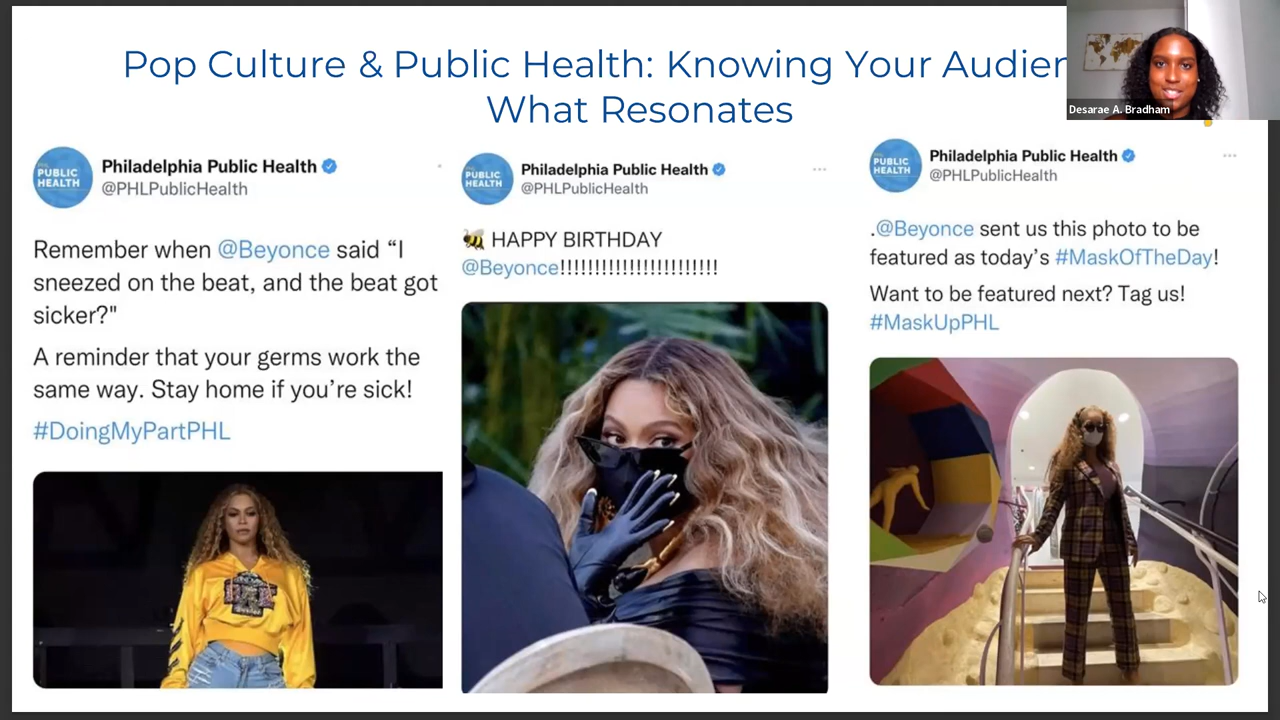 Pop Culture & Public Health: Knowing Your Audien
What Resonates
Desarae A. Bradham
PUBLIC
HEALTH
Philadelphia Public Health
@PHLPublicHealth
Remember when @Beyonce said “I
sneezed on the beat, and the beat got
sicker?"
A reminder that your germs work the
same way. Stay home if you’re sick!
#DoingMyPartPHL
PUBLIC
HEALTH
Philadelphia Public Health
@PHLPublicHealth
🐝 HAPPY BIRTHDAY
@Beyonce!!!!!!!!!!!!!!!!!!!!!!!
PUBLIC
HEALTH
Philadelphia Public Health
@PHLPublicHealth
.@Beyonce sent us this photo to be
featured as today’s #MaskOfTheDay!
Want to be featured next? Tag us!
#MaskUpPHL